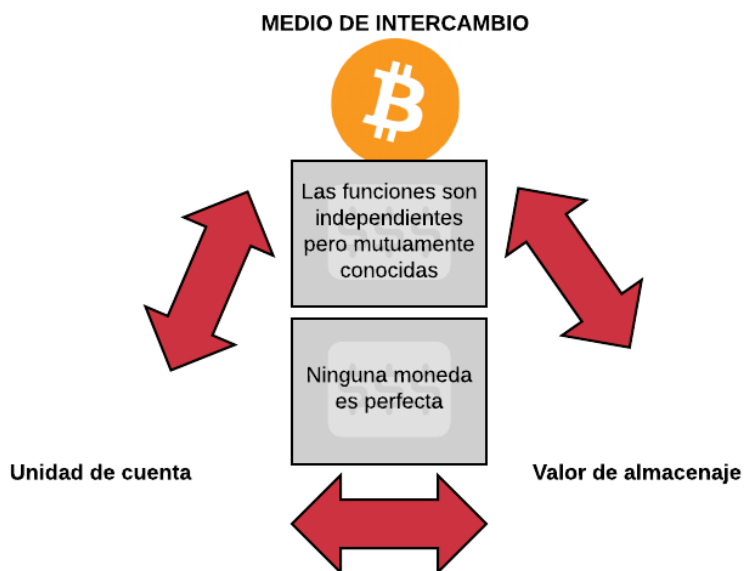 MEDIO DE INTERCAMBIO
Las funciones son
independientes
pero mutuamente
conocidas
Ninguna moneda
es perfecta
Unidad de cuenta
Valor de almacenaje